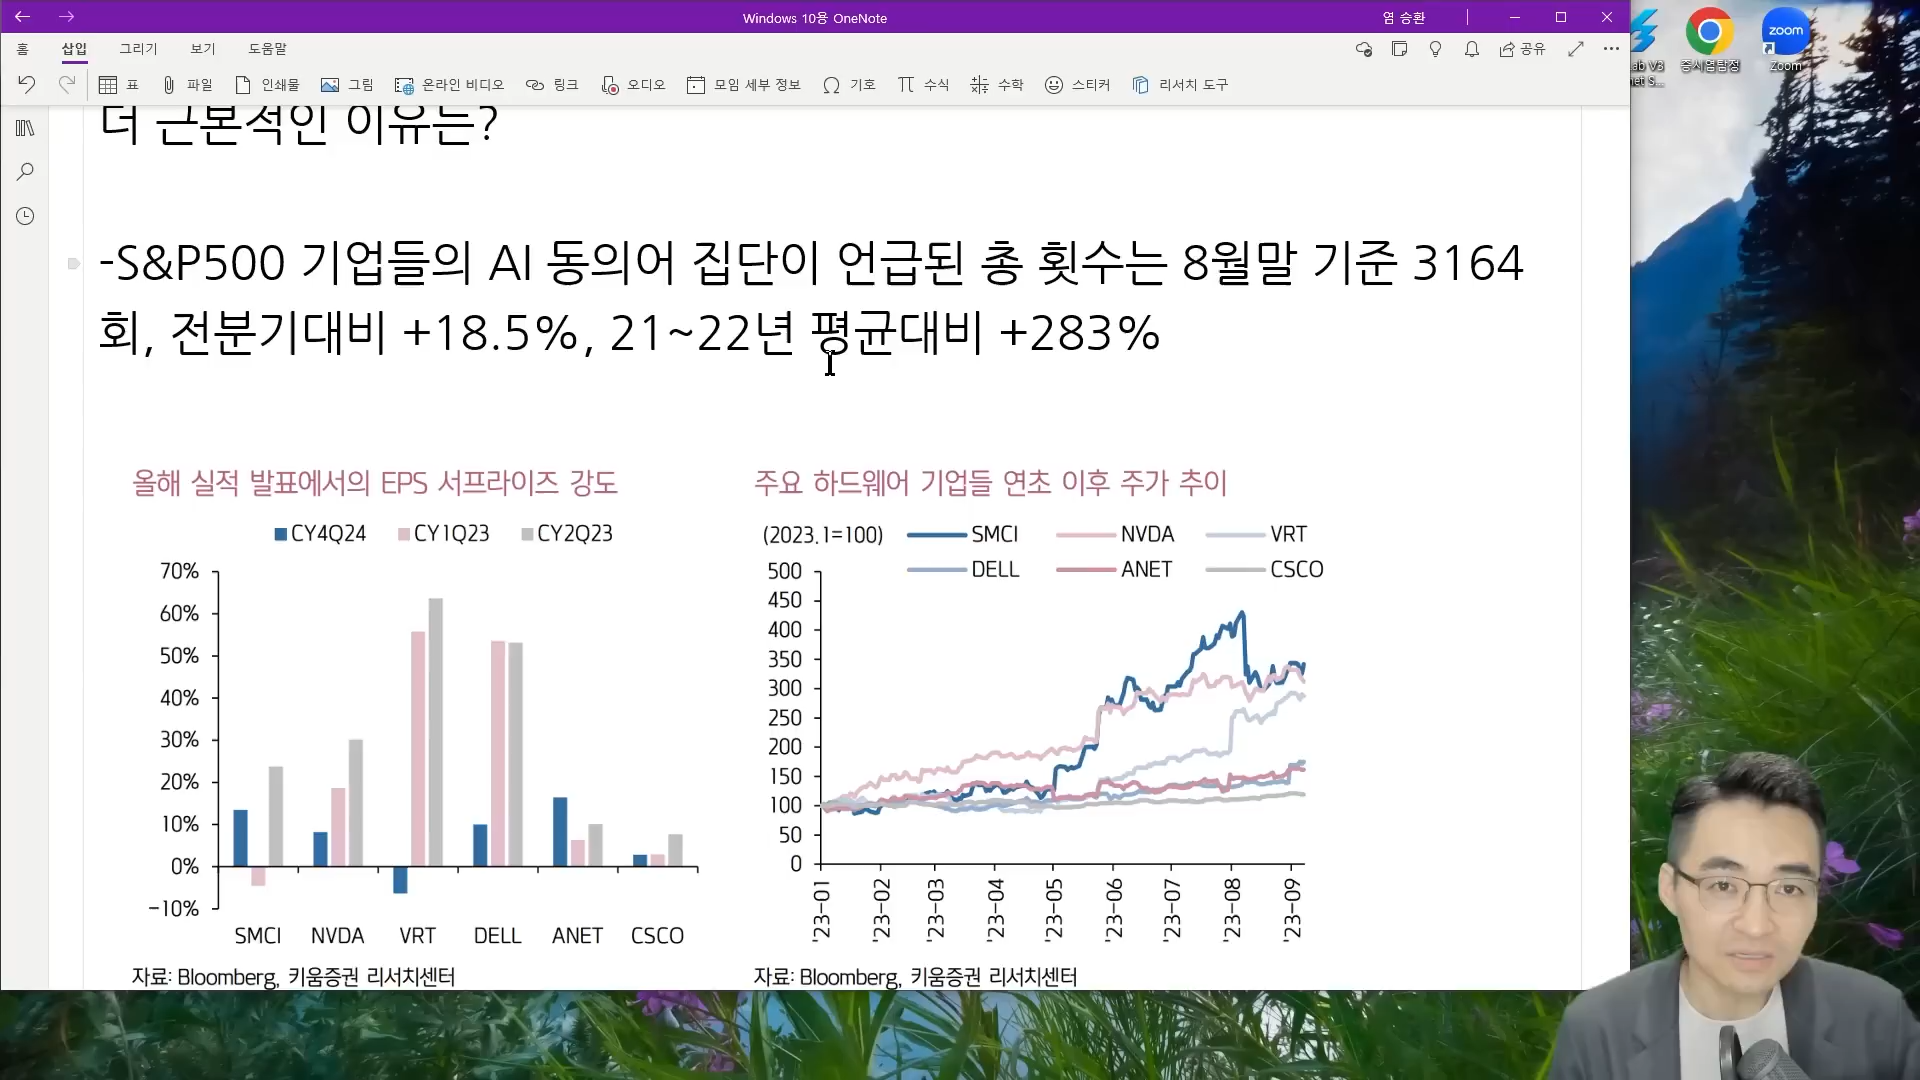 Windows 10용 OneNote
염 승환
홈 삽입 그리기 보기 도움말
공유
표 파일 인쇄물 그림 온라인 비디오 링크 오디오 모임 세부 정보 기호 수식 수학 스티커 리서치 도구
더 근본적인 이유는?
-S&P500 기업들의 AI 동의어 집단이 언급된 총 횟수는 8월말 기준 3164
회, 전분기대비 +18.5%, 21~22년 평균대비 +283%
올해 실적 발표에서의 EPS 서프라이즈 강도
CY4Q24 CY1Q23 CY2Q23
70%
60%
50%
40%
30%
20%
10%
0%
-10%
SMCI NVDA VRT DELL ANET CSCO
자료: Bloomberg, 키움증권 리서치센터
주요 하드웨어 기업들 연초 이후 주가 추이
(2023.1=100) SMCI NVDA VRT
DELL ANET CSCO
500
450
400
350
300
250
200
150
100
50
0
'23-01 '23-02 '23-03 '23-04 '23-05 '23-06 '23-07 '23-08 '23-09
자료: Bloomberg, 키움증권 리서치센터
zoom
증시염탐정
Zoom